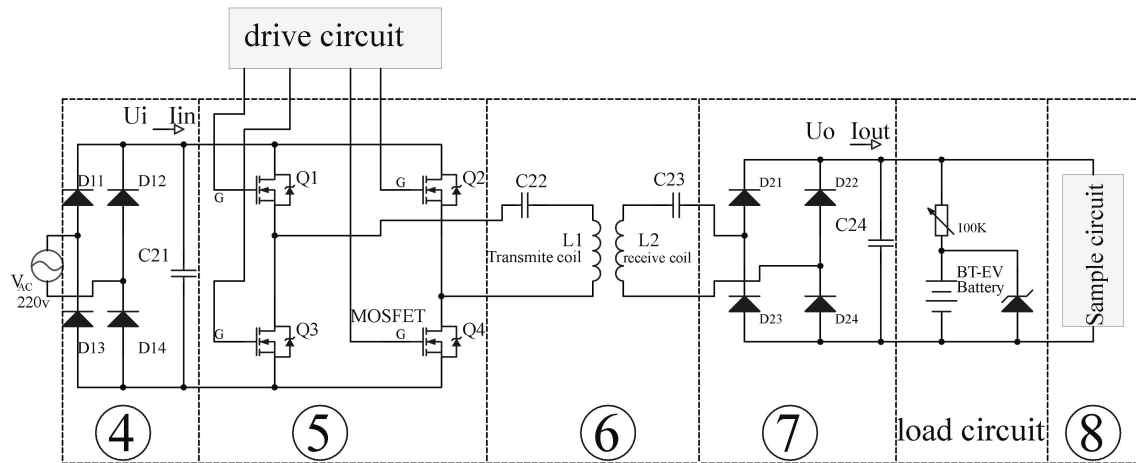 drive circuit
Ui Iin
D11
D12
C21
VAC
220v
D13
D14
Q1
G
Q2
G
Q3
G
MOSFET
G
Q4
C22
L1
Transmite coil
C23
L2
receive coil
Uo Iout
D21
D22
C24
D23
D24
100K
BT-EV
Battery
Sample circuit
4
5
6
7
load circuit
8